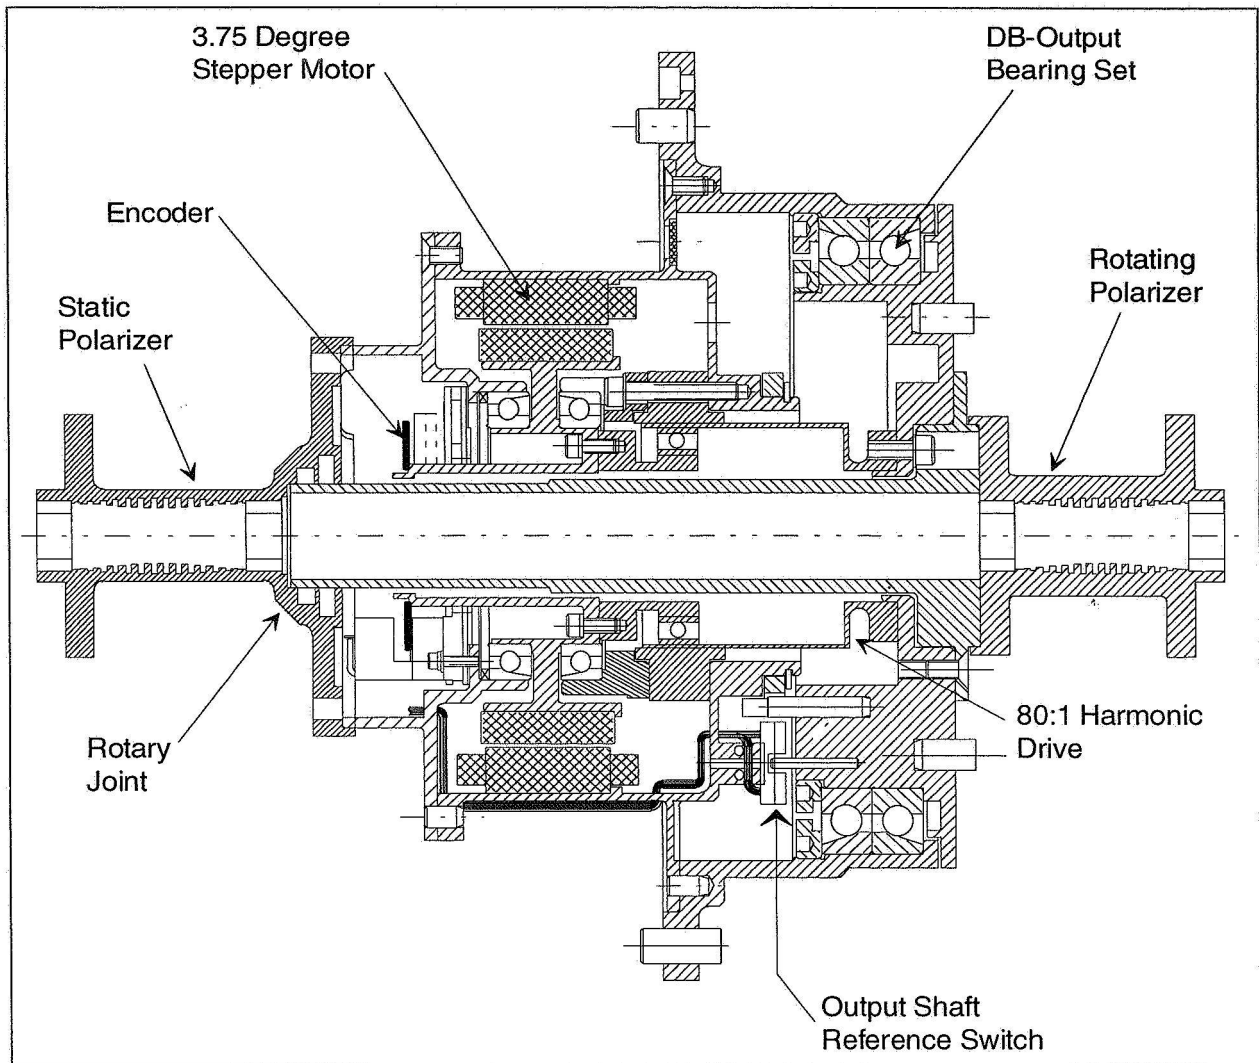 3.75 Degree
Stepper Motor
DB-Output
Bearing Set
Encoder
Rotating
Polarizer
Static
Polarizer
80:1 Harmonic
Drive
Rotary
Joint
Output Shaft
Reference Switch